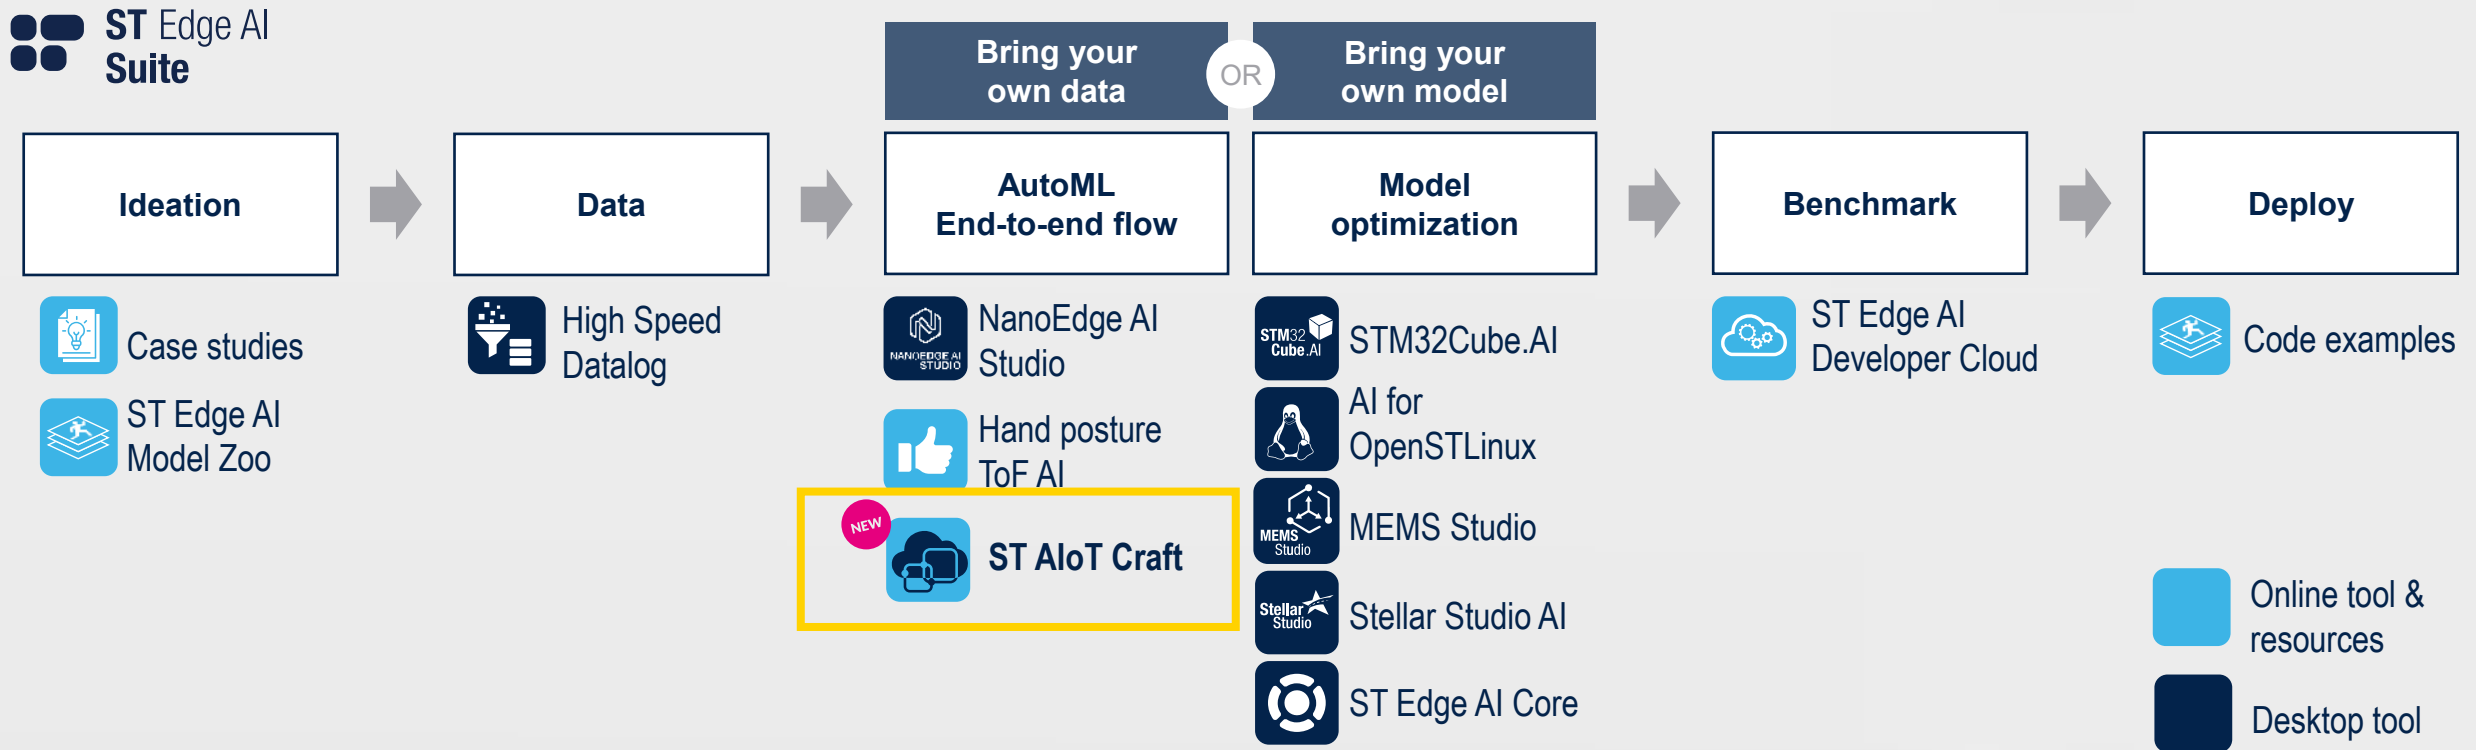 ST Edge AI
Suite
Bring your
own data
OR
Bring your
own model
Ideation
Data
AutoML
End-to-end flow
Model
optimization
Benchmark
Deploy
Case studies
ST Edge AI
Model Zoo
High Speed
Datalog
NANOEDGE AI
STUDIO
NanoEdge AI
Studio
Hand posture
ToF AI
NEW
ST AIoT Craft
STM32
Cube.AI
STM32Cube.AI
AI for
OpenSTLinux
MEMS
Studio
MEMS Studio
Stellar
Studio
Stellar Studio AI
ST Edge AI Core
ST Edge AI
Developer Cloud
Code examples
Online tool &
resources
Desktop tool